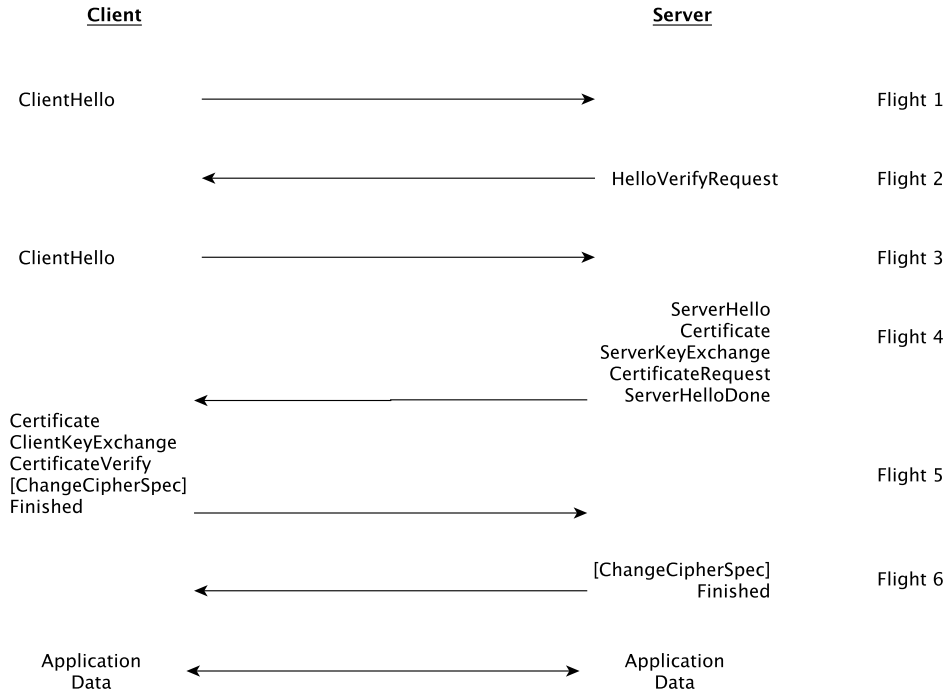 Client Server
ClientHello Flight 1
HelloVerifyRequest Flight 2
ClientHello Flight 3
ServerHello
Certificate
ServerKeyExchange
CertificateRequest
ServerHelloDone
Flight 4
Certificate
ClientKeyExchange
CertificateVerify
[ChangeCipherSpec]
Finished
Flight 5
[ChangeCipherSpec]
Finished
Flight 6
Application
Data
Application
Data